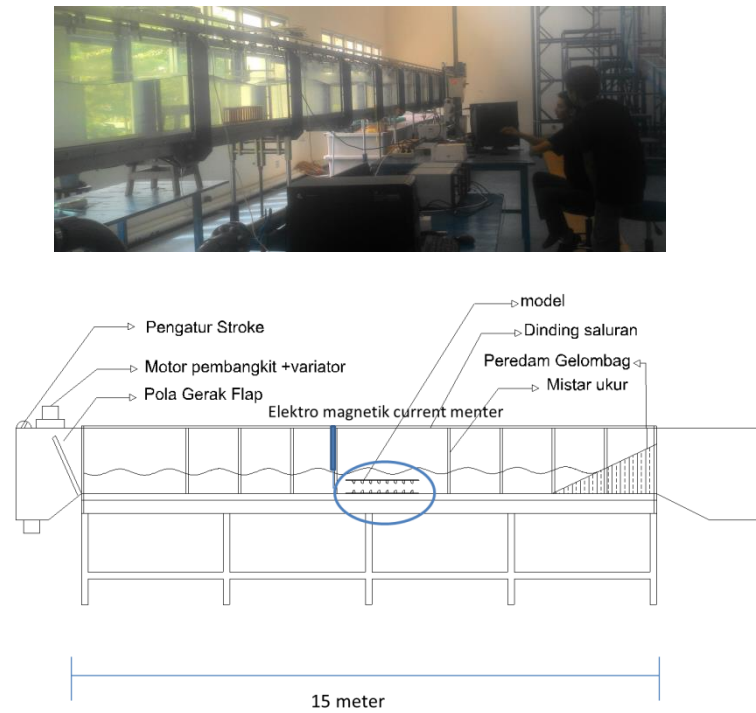 model
Pengatur Stroke
Dinding saluran
Peredam Gelombag
Motor pembangkit +variator
Mistar ukur
Pola Gerak Flap
Elektro magnetik current menter
15 meter